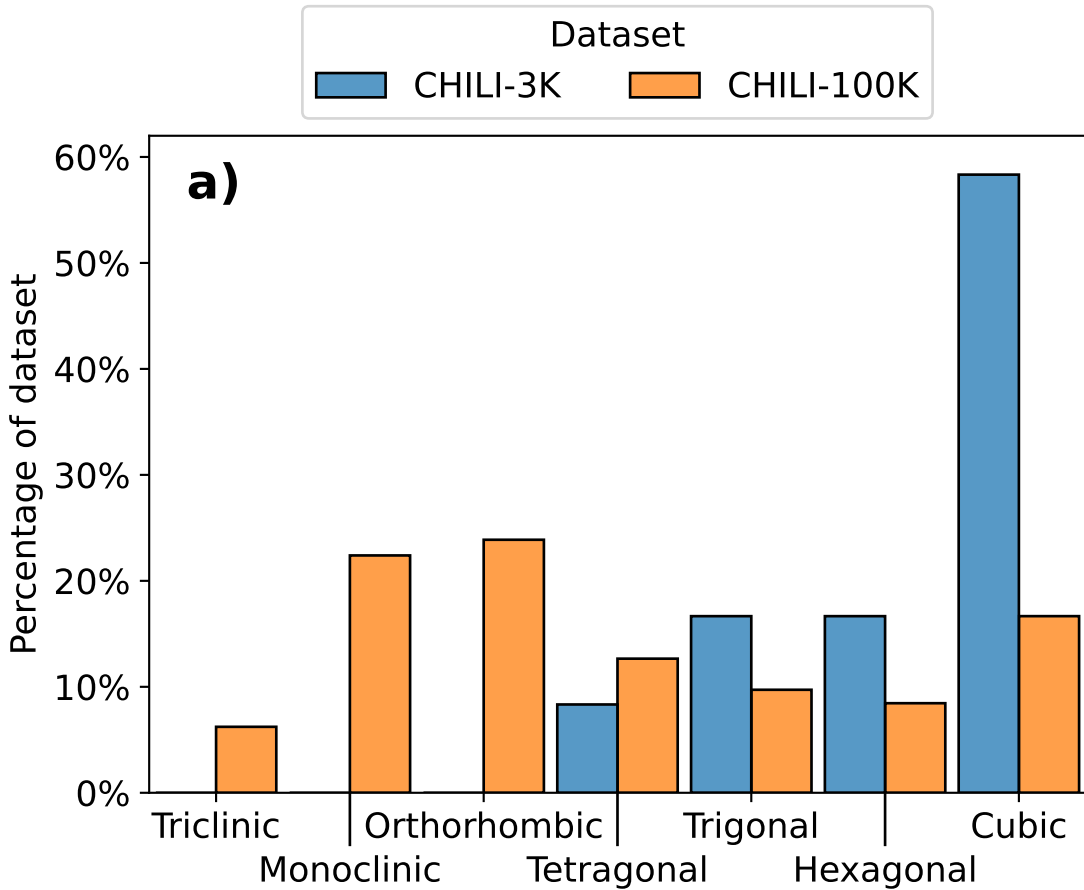 Dataset
CHILI-3K CHILI-100K
a)
Percentage of dataset
60%
50%
40%
30%
20%
10%
0%
Triclinic Orthorhombic Trigonal Cubic
Monoclinic Tetragonal Hexagonal